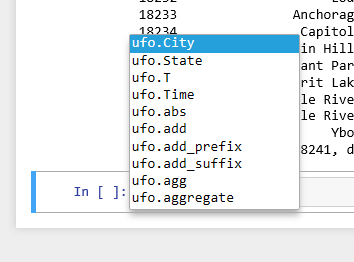 18233 Anchorag
18234 Capitol
ufo.City
ufo.State in Hill
ufo.T ant Par
ufo.Time rit Lak
ufo.abs le Rive
ufo.add le Rive
ufo.add_prefix Ybo
ufo.add_suffix 8241, d
ufo.agg
In [ ]: ufo.aggregate